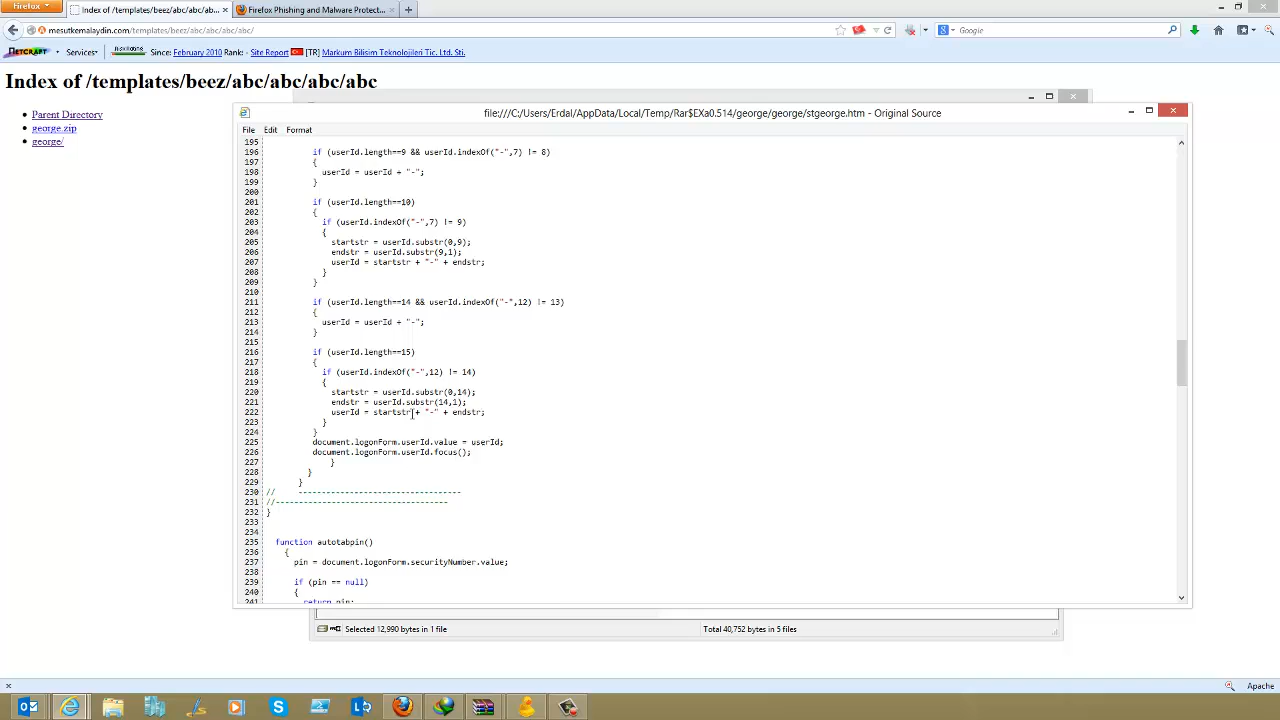 Firefox
Index of /templates/beez/abc/abc/ab...
Firefox Phishing and Malware Protect...
mesutkemalaydin.com/templates/beez/abc/abc/abc/abc/
Google
NETCRAFT
Services
Since: February 2010 Rank: - Site Report [TR] Markum Bilisim Teknolojileri Tic. Ltd. Sti.
Index of /templates/beez/abc/abc/abc/abc
Parent Directory
george.zip
george/
file:///C:/Users/Erdal/AppData/Local/Temp/Rar$EXa0.514/george/george/stgeorge.htm - Original Source
File Edit Format
195
196 if (userId.length==9 && userId.indexOf("-",7) != 8)
197 {
198 userId = userId + "-";
199 }
200
201 if (userId.length==10)
202 {
203 if (userId.indexOf("-",7) != 9)
204 {
205 startstr = userId.substr(0,9);
206 endstr = userId.substr(9,1);
207 userId = startstr + "-" + endstr;
208 }
209 }
210
211 if (userId.length==14 && userId.indexOf("-",12) != 13)
212 {
213 userId = userId + "-";
214 }
215
216 if (userId.length==15)
217 {
218 if (userId.indexOf("-",12) != 14)
219 {
220 startstr = userId.substr(0,14);
221 endstr = userId.substr(14,1);
222 userId = startstr + "-" + endstr;
223 }
224 }
225 document.logonForm.userId.value = userId;
226 document.logonForm.userId.focus();
227 }
228 }
229 }
230 // -----------------------------------
231 //-------------------------------------
232 }
233
234
235 function autotabpin()
236 {
237 pin = document.logonForm.securityNumber.value;
238
239 if (pin == null)
240 {
241 return pin;
Selected 12,990 bytes in 1 file
Total 40,752 bytes in 5 files
Apache